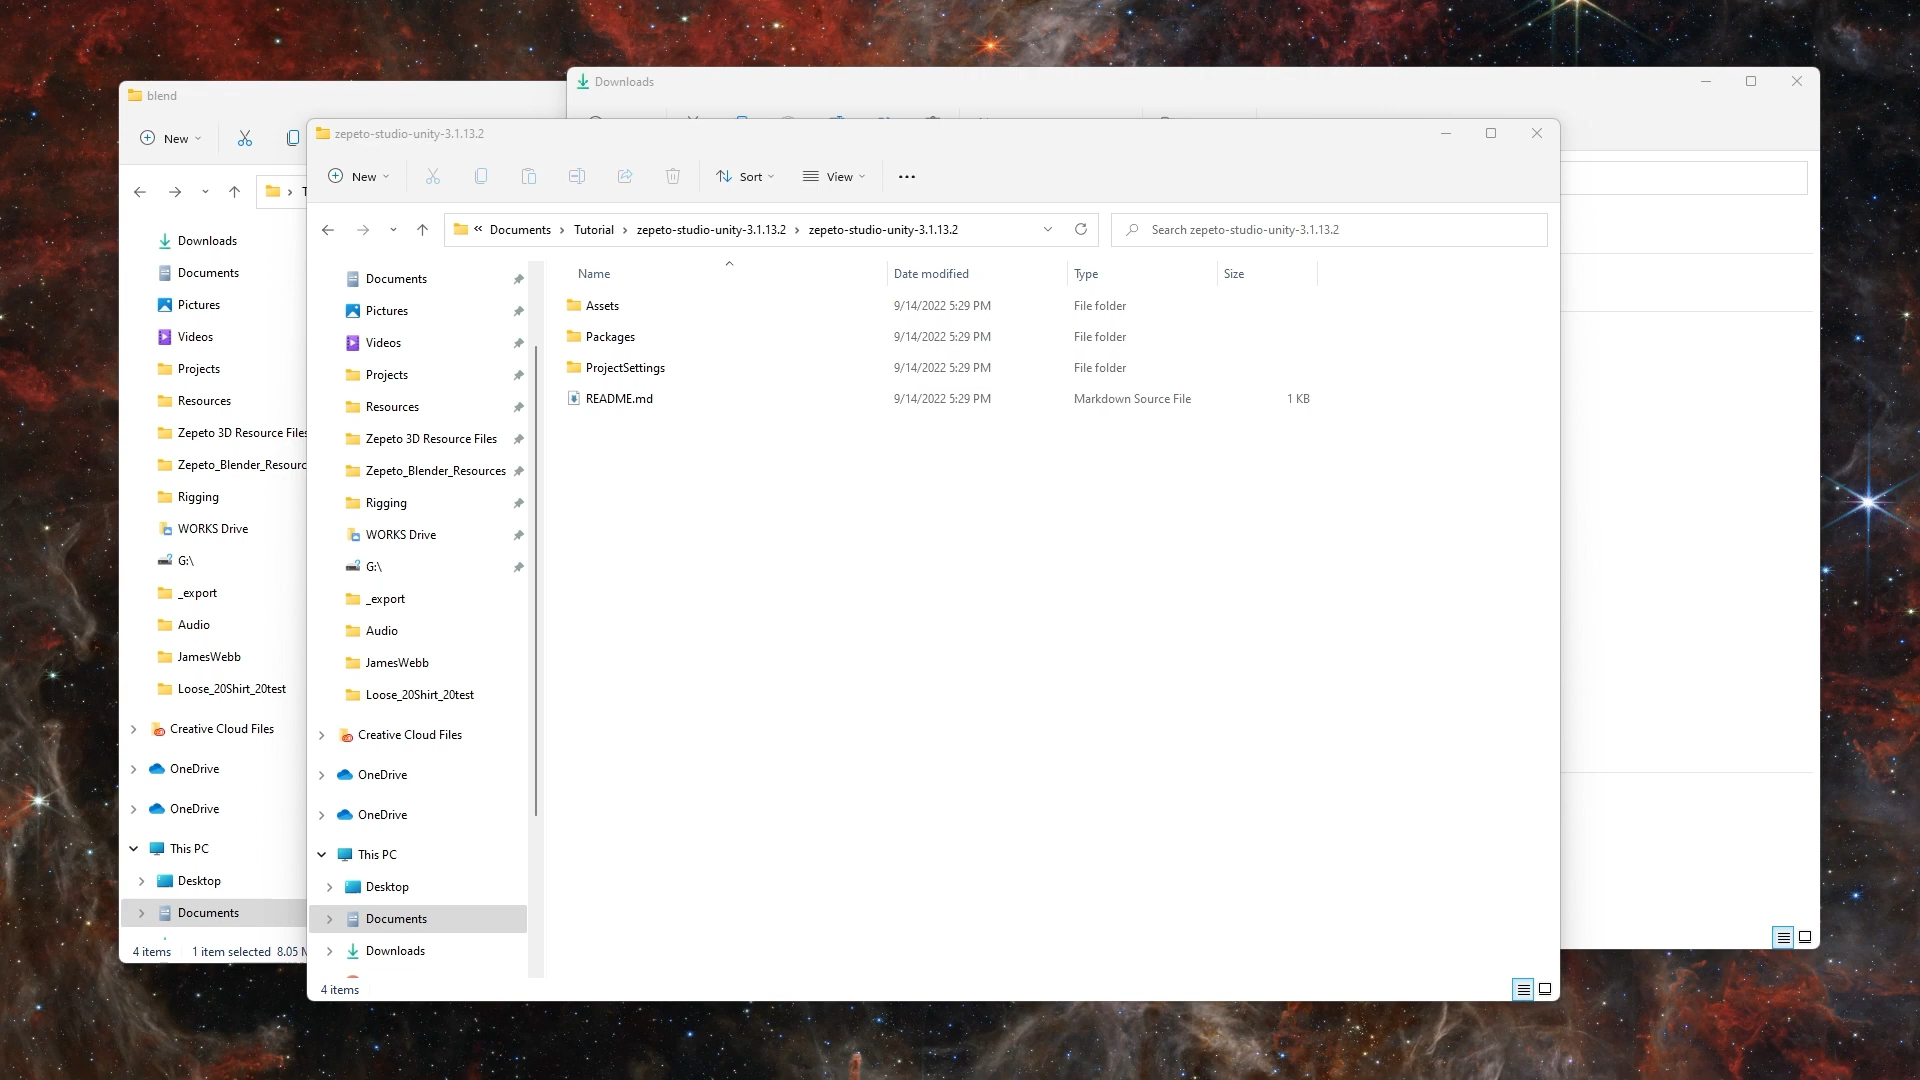 blend
Downloads
New
T
Downloads
Documents
Pictures
Videos
Projects
Resources
Zepeto 3D Resource Files
Zepeto_Blender_Resourc
Rigging
WORKS Drive
G:\
_export
Audio
JamesWebb
Loose_20Shirt_20test
Creative Cloud Files
OneDrive
OneDrive
This PC
Desktop
Documents
4 items 1 item selected 8.05 M
zepeto-studio-unity-3.1.13.2
New Sort View
« Documents > Tutorial > zepeto-studio-unity-3.1.13.2 > zepeto-studio-unity-3.1.13.2
Search zepeto-studio-unity-3.1.13.2
Documents
Pictures
Videos
Projects
Resources
Zepeto 3D Resource Files
Zepeto_Blender_Resources
Rigging
WORKS Drive
G:\
_export
Audio
JamesWebb
Loose_20Shirt_20test
Creative Cloud Files
OneDrive
OneDrive
This PC
Desktop
Documents
Downloads
Name Date modified Type Size
Assets 9/14/2022 5:29 PM File folder
Packages 9/14/2022 5:29 PM File folder
ProjectSettings 9/14/2022 5:29 PM File folder
README.md 9/14/2022 5:29 PM Markdown Source File 1 KB
4 items